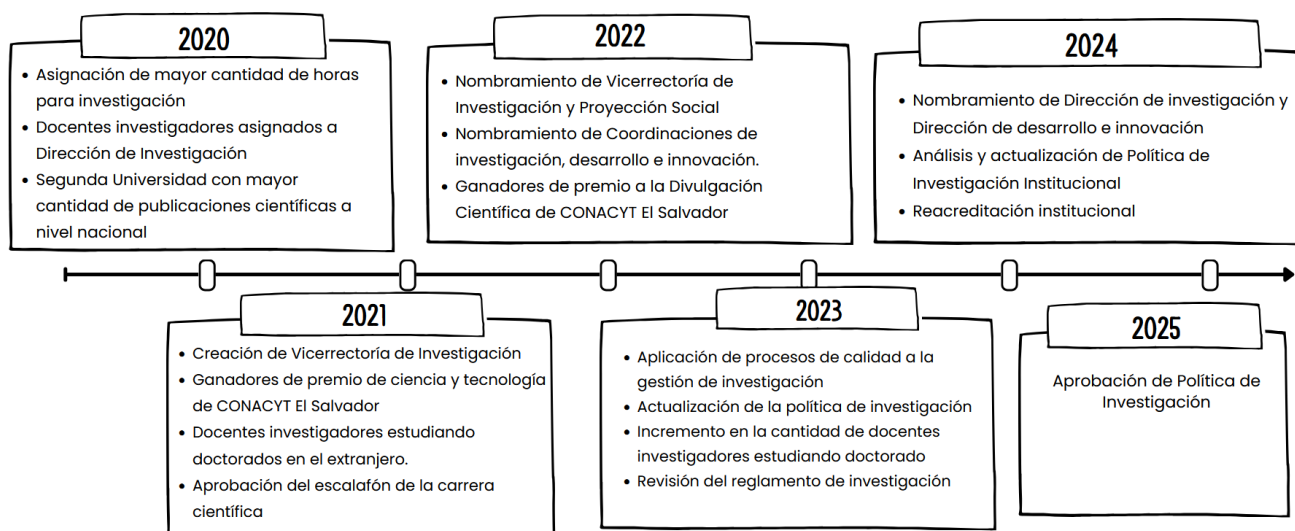 2020
• Asignación de mayor cantidad de horas
para investigación
• Docentes investigadores asignados a
Dirección de Investigación
• Segunda Universidad con mayor
cantidad de publicaciones científicas a
nivel nacional
2022
• Nombramiento de Vicerrectoría de
Investigación y Proyección Social
• Nombramiento de Coordinaciones de
investigación, desarrollo e innovación.
• Ganadores de premio a la Divulgación
Científica de CONACYT El Salvador
2024
• Nombramiento de Dirección de investigación y
Dirección de desarrollo e innovación
• Análisis y actualización de Política de
Investigación Institucional
• Reacreditación institucional
2021
• Creación de Vicerrectoría de Investigación
• Ganadores de premio de ciencia y tecnología
de CONACYT El Salvador
• Docentes investigadores estudiando
doctorados en el extranjero.
• Aprobación del escalafón de la carrera
científica
2023
• Aplicación de procesos de calidad a la
gestión de investigación
• Actualización de la política de investigación
• Incremento en la cantidad de docentes
investigadores estudiando doctorado
• Revisión del reglamento de investigación
2025
Aprobación de Política de
Investigación